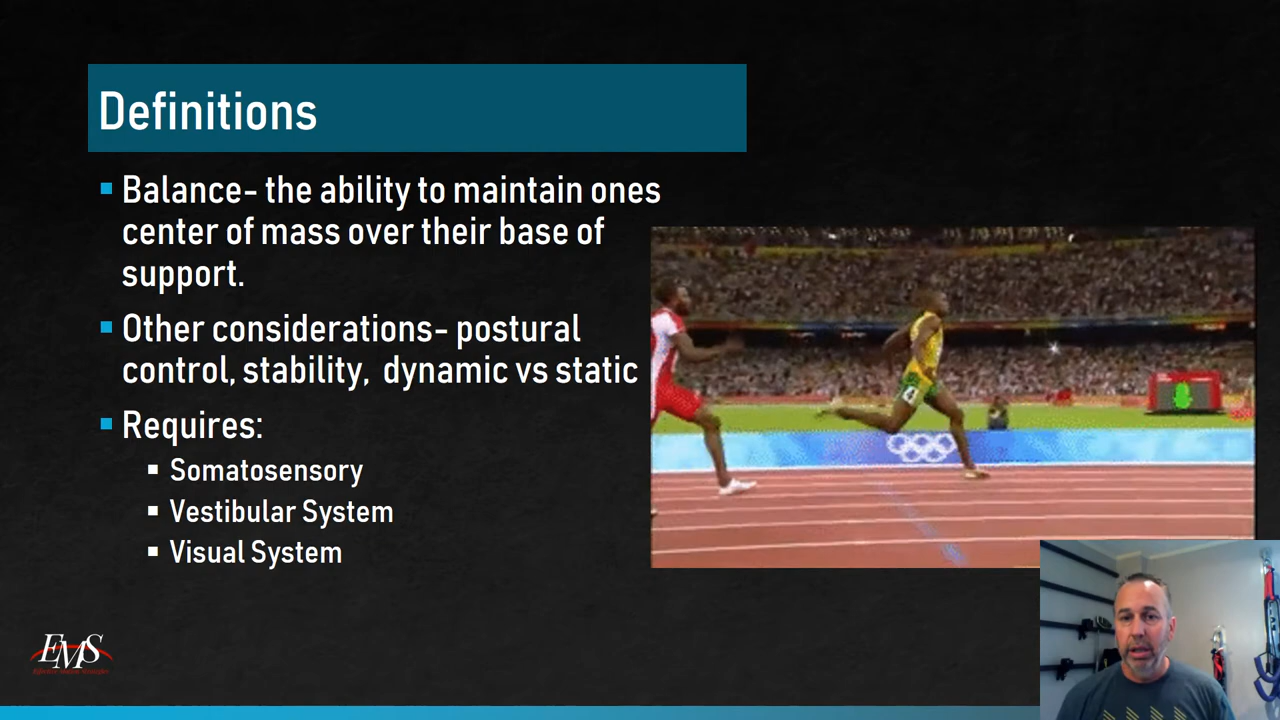 Definitions
Balance- the ability to maintain ones
center of mass over their base of
support.
Other considerations- postural
control, stability, dynamic vs static
Requires:
Somatosensory
Vestibular System
Visual System
4
EMS